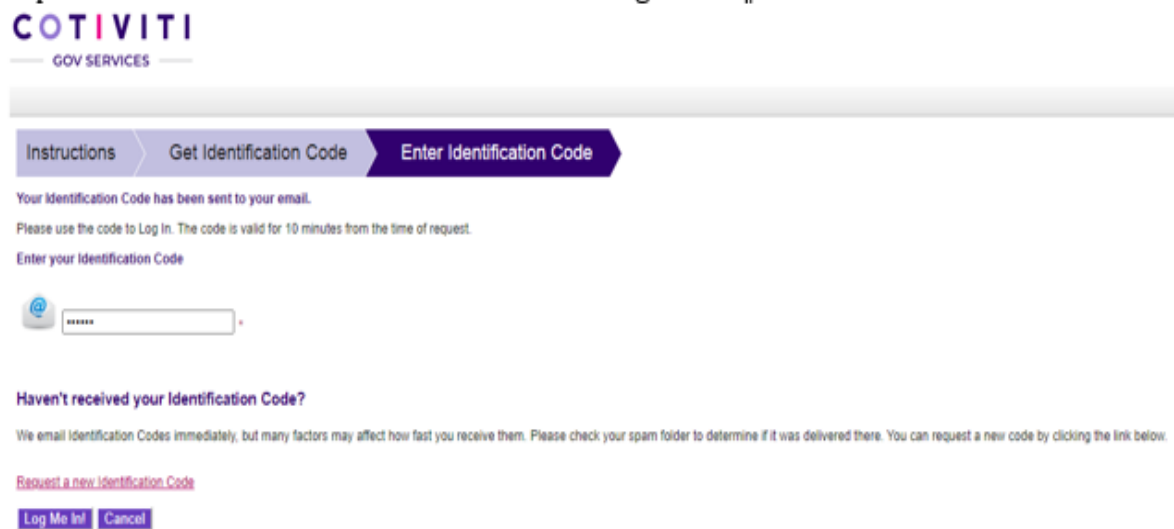 COTIVITI
GOV SERVICES
Instructions Get Identification Code Enter Identification Code
Your Identification Code has been sent to your email.
Please use the code to Log In. The code is valid for 10 minutes from the time of request.
Enter your Identification Code
@ •••••• *
Haven't received your Identification Code?
We email Identification Codes immediately, but many factors may affect how fast you receive them. Please check your spam folder to determine if it was delivered there. You can request a new code by clicking the link below.
Request a new Identification Code
Log Me In! Cancel